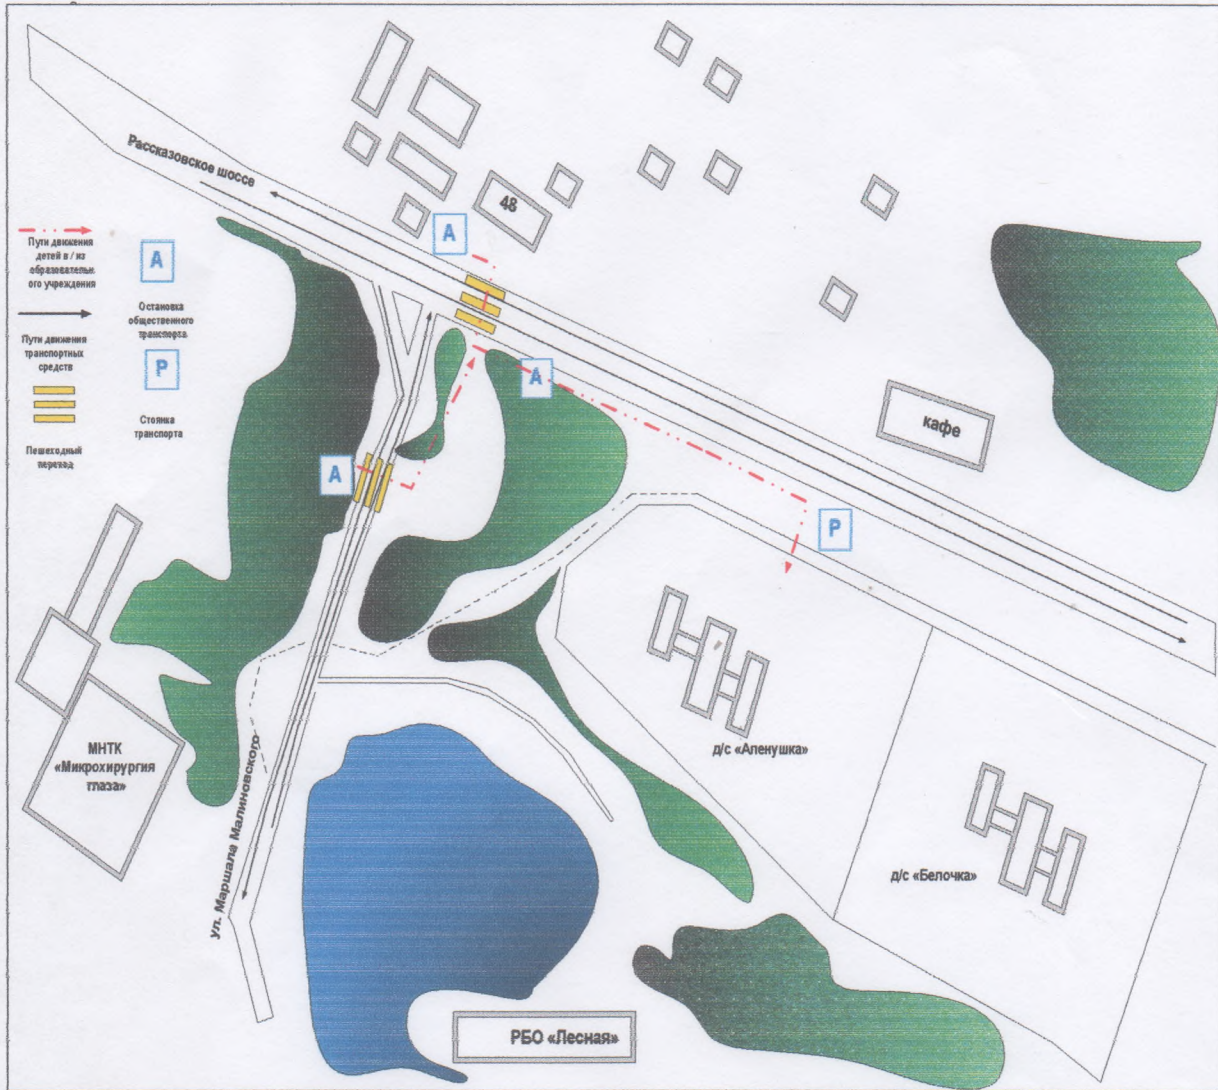 Рассказовское шоссе
48
А
Пути движения
детей в / из
образовательн
ого учреждения
А
Остановка
общественного
транспорта
Пути движения
транспортных
средств
Р
Стоянка
транспорта
Пешеходный
переход
А
А
кафе
Р
МНТК
«Микрохирургия
глаза»
ул. Маршала Малиновского
д/с «Аленушка»
д/с «Белочка»
РБО «Лесная»